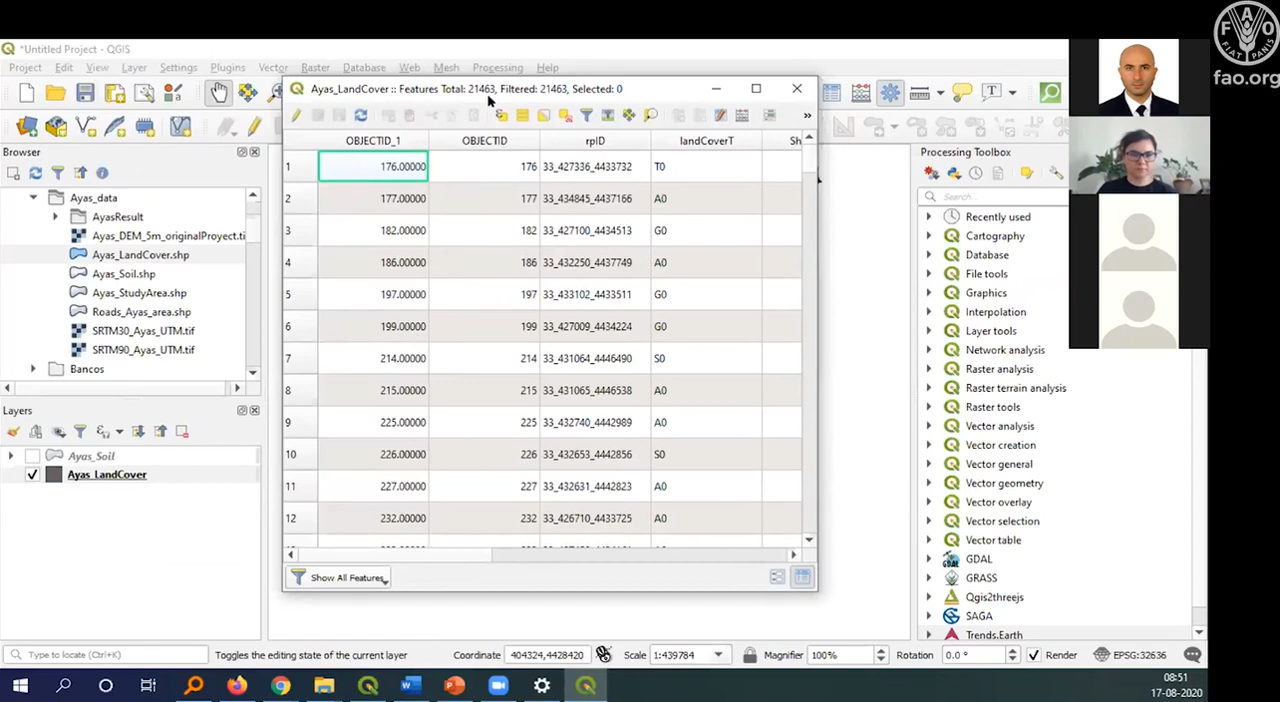 FAO
FIAT PANIS
fao.org
*Untitled Project - QGIS
Project Edit View Layer Settings Plugins Vector Raster Database Web Mesh Processing Help
Ayas_LandCover :: Features Total: 21463, Filtered: 21463, Selected: 0
OBJECTID_1 OBJECTID rpID landCoverT Sh
1 176.00000 176 33_427336_4433732 T0
2 177.00000 177 33_434845_4437166 A0
3 182.00000 182 33_427100_4434513 G0
4 186.00000 186 33_432250_4437749 A0
5 197.00000 197 33_433102_4433511 G0
6 199.00000 199 33_427009_4434224 G0
7 214.00000 214 33_431064_4446490 S0
8 215.00000 215 33_431065_4446538 A0
9 225.00000 225 33_432740_4442989 A0
10 226.00000 226 33_432653_4442856 S0
11 227.00000 227 33_432631_4442823 A0
12 232.00000 232 33_426710_4433725 A0
Show All Features
Browser
Ayas_data
AyasResult
Ayas_DEM_5m_originalProyect.ti
Ayas_LandCover.shp
Ayas_Soil.shp
Ayas_StudyArea.shp
Roads_Ayas_area.shp
SRTM30_Ayas_UTM.tif
SRTM90_Ayas_UTM.tif
Bancos
Layers
Ayas_Soil
Ayas_LandCover
Processing Toolbox
Search...
Recently used
Cartography
Database
File tools
Graphics
Interpolation
Layer tools
Network analysis
Raster analysis
Raster terrain analysis
Raster tools
Vector analysis
Vector creation
Vector general
Vector geometry
Vector overlay
Vector selection
Vector table
GDAL
GRASS
Qgis2threejs
SAGA
Trends.Earth
Type to locate (Ctrl+K) Toggles the editing state of the current layer Coordinate 404324,4428420 Scale 1:439784 Magnifier 100% Rotation 0.0 ° Render EPSG:32636
08:51
17-08-2020